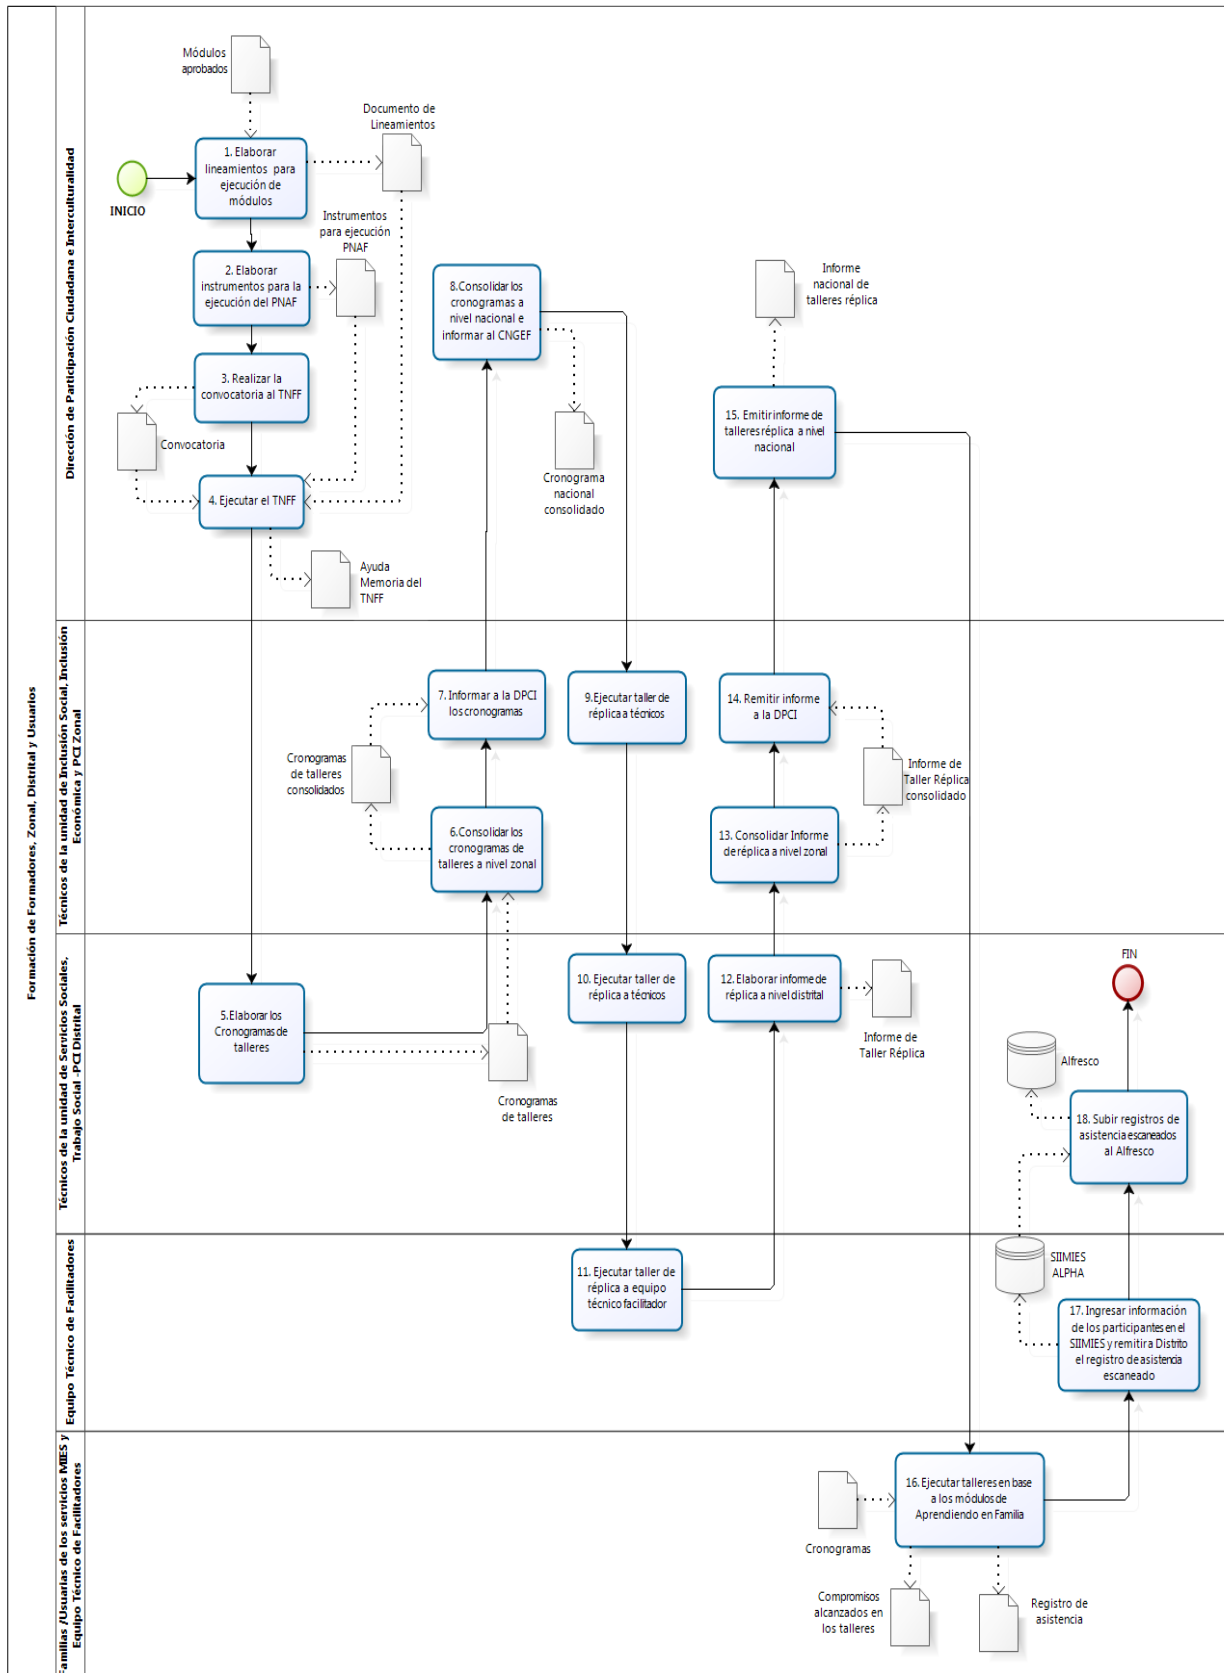 Formación de Formadores, Zonal, Distrital y Usuarios
Dirección de Participación Ciudadana e Interculturalidad
Módulos
aprobados
Documento de
Lineamientos
1. Elaborar
lineamientos para
ejecución de
módulos
INICIO
Instrumentos
para ejecución
PNAF
2. Elaborar
instrumentos para la
ejecución del PNAF
3. Realizar la
convocatoria al TNFF
Convocatoria
4. Ejecutar el TNFF
Ayuda
Memoria del
TNFF
8.Consolidar los
cronogramas a
nivel nacional e
informar al CNGEF
Cronograma
nacional
consolidado
Informe
nacional de
talleres réplica
15. Emitir informe de
talleres réplica a nivel
nacional
Técnicos de la unidad de Inclusión Social, Inclusión
Económica y PCI Zonal
7. Informar a la DPCI
los cronogramas
Cronogramas
de talleres
consolidados
6.Consolidar los
cronogramas de
talleres a nivel zonal
9.Ejecutar taller de
réplica a técnicos
14. Remitir informe
a la DPCI
Informe de
Taller Réplica
consolidado
13. Consolidar Informe
de réplica a nivel zonal
Técnicos de la unidad de Servicios Sociales,
Trabajo Social -PCI Distrital
5.Elaborar los
Cronogramas de
talleres
Cronogramas
de talleres
10. Ejecutar taller de
réplica a técnicos
12. Elaborar informe de
réplica a nivel distrital
Informe de
Taller Réplica
FIN
Alfresco
18. Subir registros de
asistencia escaneados
al Alfresco
Equipo Técnico de Facilitadores
11. Ejecutar taller de
réplica a equipo
técnico facilitador
SIIMIES
ALPHA
17. Ingresar información
de los participantes en el
SIIMIES y remitir a Distrito
el registro de asistencia
escaneado
Familias /Usuarias de los servicios MIES y
Equipo Técnico de Facilitadores
16. Ejecutar talleres en base
a los módulos de
Aprendiendo en Familia
Cronogramas
Compromisos
alcanzados en
los talleres
Registro de
asistencia